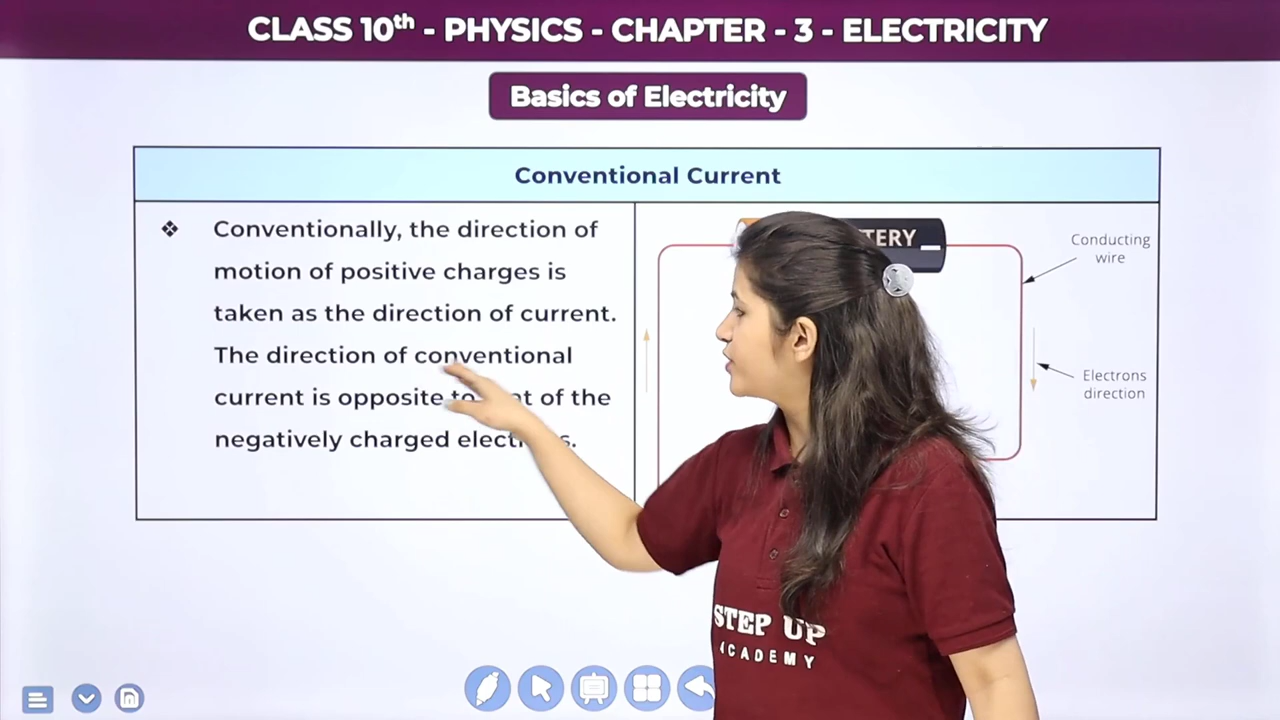 CLASS 10th - PHYSICS - CHAPTER - 3 - ELECTRICITY
Basics of Electricity
Conventional Current
❖ Conventionally, the direction of
motion of positive charges is
taken as the direction of current.
The direction of conventional
current is opposite of the
negatively charged
Conducting
wire
Electrons
direction
STEP UP
ACADEMY